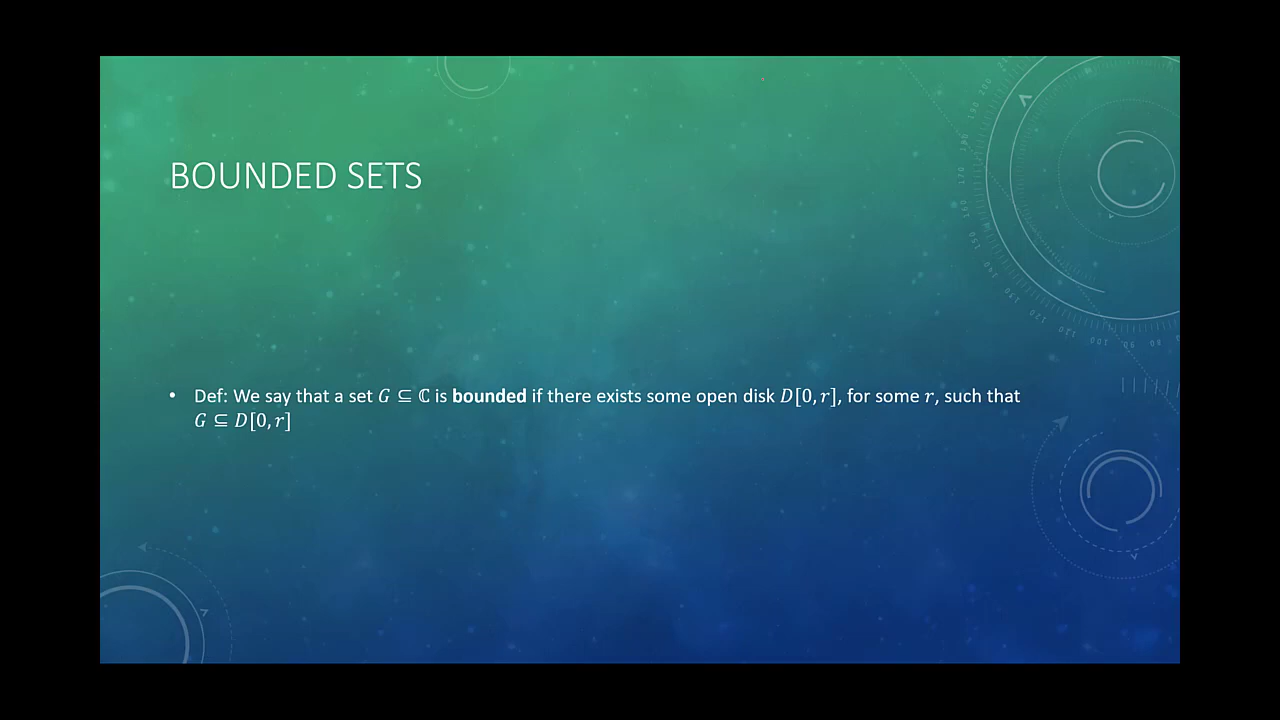 BOUNDED SETS
• Def: We say that a set 𝐺 ⊆ ℂ is bounded if there exists some open disk 𝐷[0, 𝑟], for some 𝑟, such that
𝐺 ⊆ 𝐷[0, 𝑟]